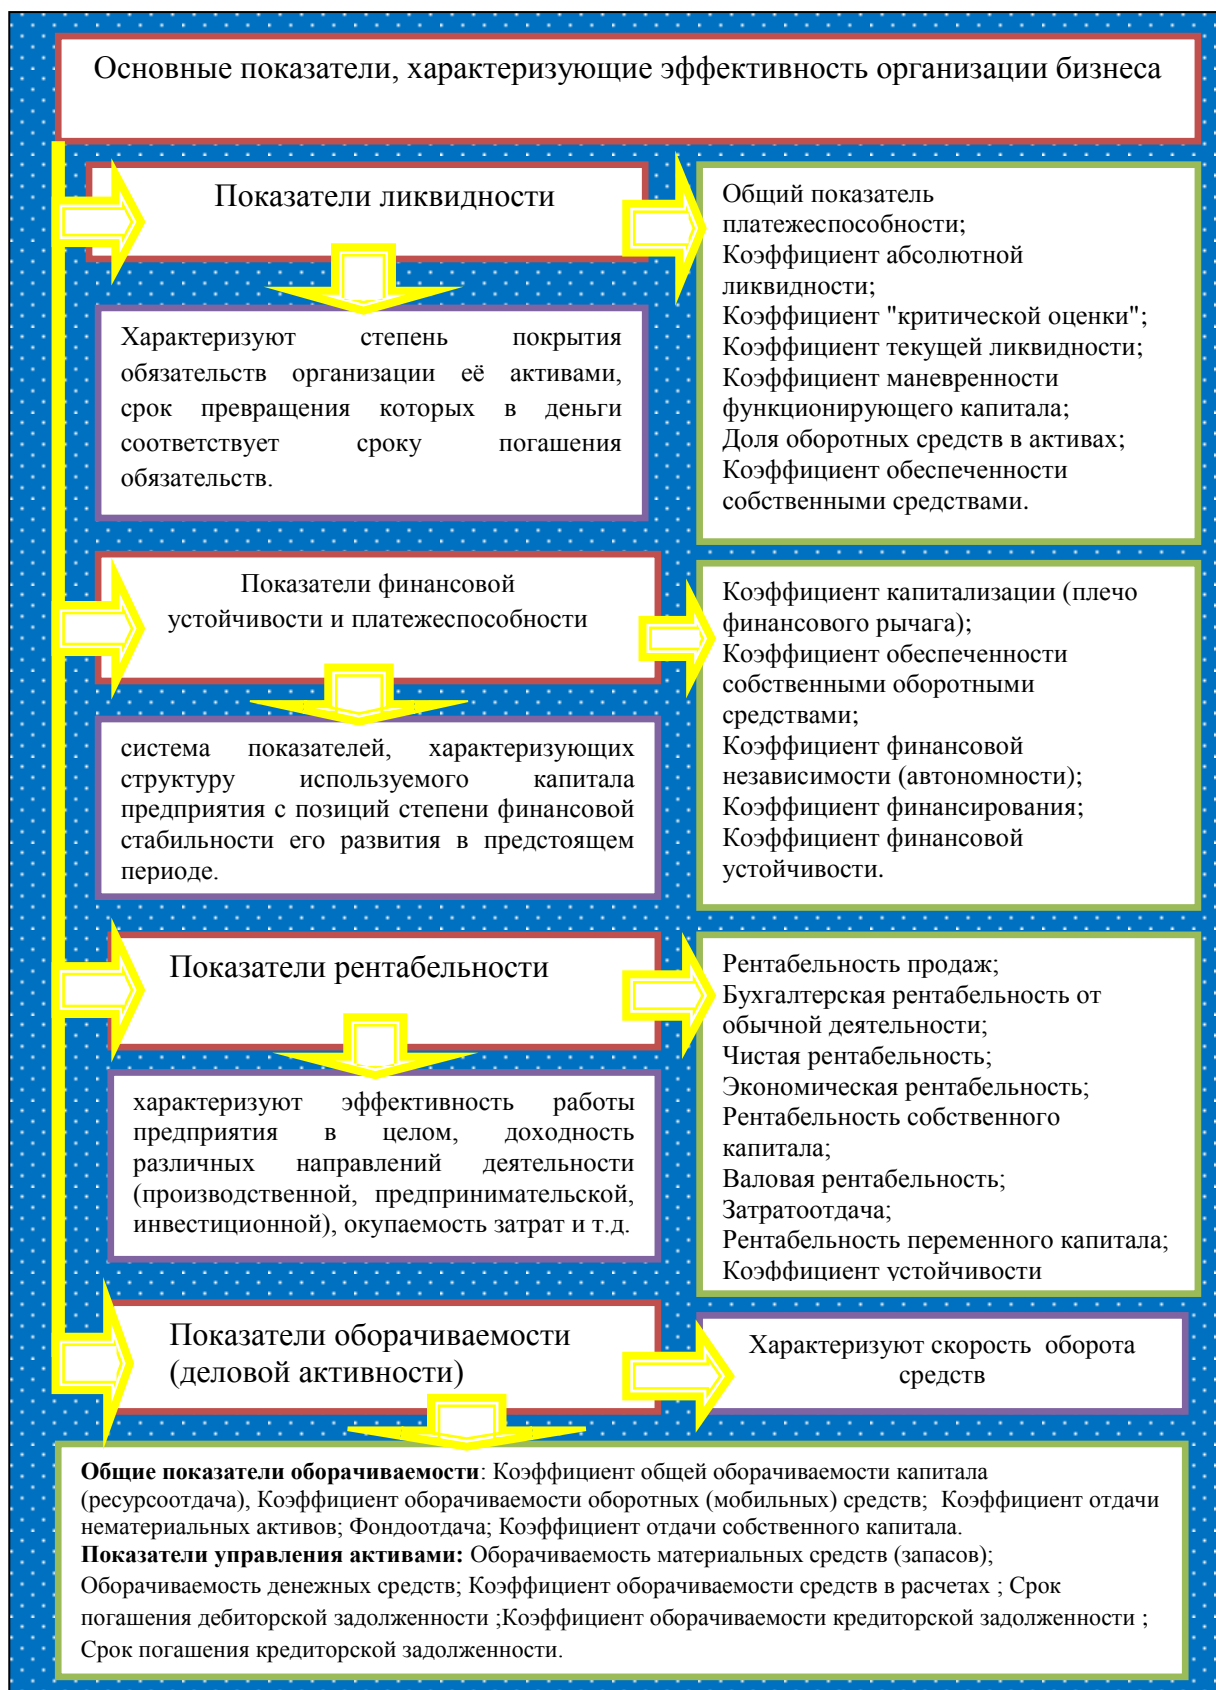 Основные показатели, характеризующие эффективность организации бизнеса
Показатели ликвидности
Общий показатель
платежеспособности;
Коэффициент абсолютной
ликвидности;
Коэффициент "критической оценки";
Коэффициент текущей ликвидности;
Коэффициент маневренности
функционирующего капитала;
Доля оборотных средств в активах;
Коэффициент обеспеченности
собственными средствами.
Характеризуют степень покрытия
обязательств организации её активами,
срок превращения которых в деньги
соответствует сроку погашения
обязательств.
Показатели финансовой
устойчивости и платежеспособности
Коэффициент капитализации (плечо
финансового рычага);
Коэффициент обеспеченности
собственными оборотными
средствами;
Коэффициент финансовой
независимости (автономности);
Коэффициент финансирования;
Коэффициент финансовой
устойчивости.
система показателей, характеризующих
структуру используемого капитала
предприятия с позиций степени финансовой
стабильности его развития в предстоящем
периоде.
Показатели рентабельности
Рентабельность продаж;
Бухгалтерская рентабельность от
обычной деятельности;
Чистая рентабельность;
Экономическая рентабельность;
Рентабельность собственного
капитала;
Валовая рентабельность;
Затратоотдача;
Рентабельность переменного капитала;
Коэффициент устойчивости
характеризуют эффективность работы
предприятия в целом, доходность
различных направлений деятельности
(производственной, предпринимательской,
инвестиционной), окупаемость затрат и т.д.
Показатели оборачиваемости
(деловой активности)
Характеризуют скорость  оборота
средств
Общие показатели оборачиваемости: Коэффициент общей оборачиваемости капитала
(ресурсоотдача), Коэффициент оборачиваемости оборотных (мобильных) средств;  Коэффициент отдачи
нематериальных активов; Фондоотдача; Коэффициент отдачи собственного капитала.
Показатели управления активами: Оборачиваемость материальных средств (запасов);
Оборачиваемость денежных средств; Коэффициент оборачиваемости средств в расчетах ; Срок
погашения дебиторской задолженности ;Коэффициент оборачиваемости кредиторской задолженности ;
Срок погашения кредиторской задолженности.